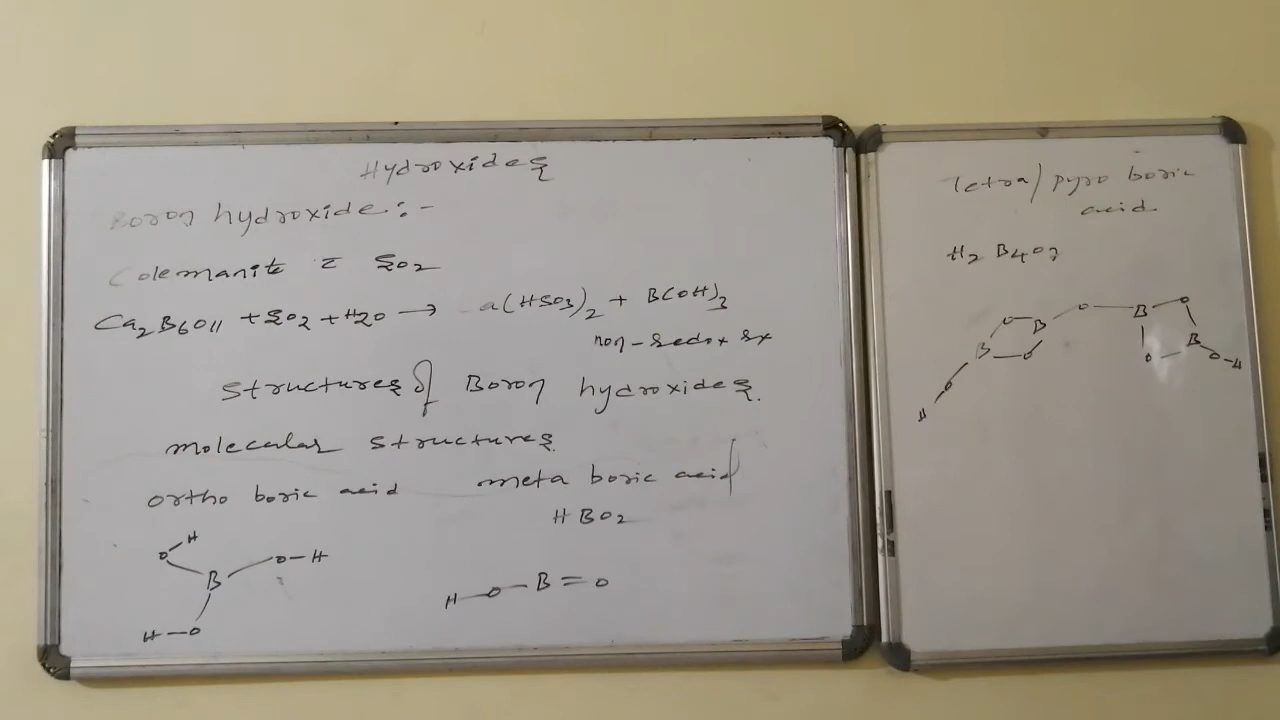 Hydroxides
Boron hydroxide:-
Colemanite = SO2
Ca2B6O11 + SO2 + H2O → a(HSO3)2 + B(OH)3
non-redox rx
Structures of Boron hydroxides.
molecular structures.
ortho boric acid
meta boric acid
HBO2
H
O
O-H
B
H-O
H-O-B=O
Tetra/pyro boric
acid
H2B4O7
O
O
O
B
B
B
B
O
O
O
O-H
H